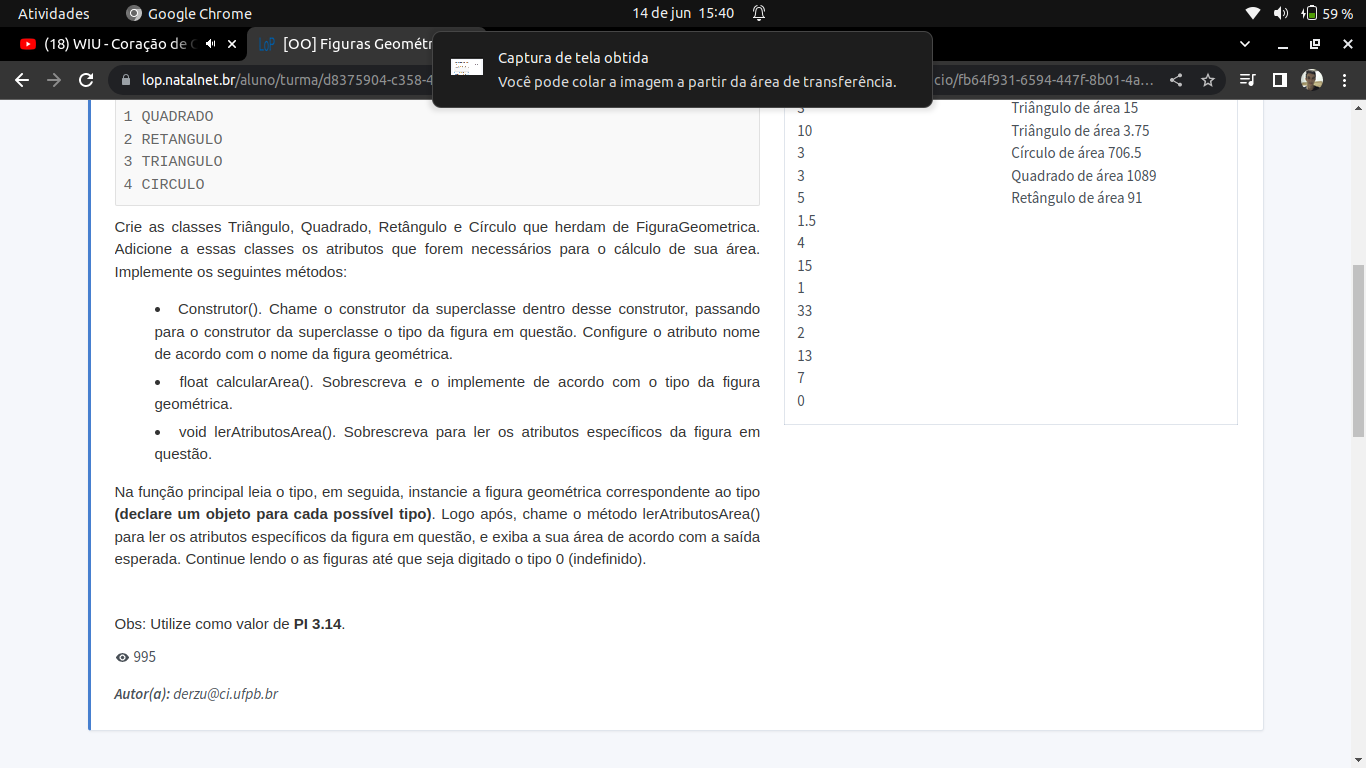 Atividades
Google Chrome
14 de jun 15:40
59 %
(18) WIU - Coração de
[OO] Figuras Geométr
lop.natalnet.br/aluno/turma/d8375904-c358-4
cio/fb64f931-6594-447f-8b01-4a...
Captura de tela obtida
Você pode colar a imagem a partir da área de transferência.
1 QUADRADO
2 RETANGULO
3 TRIANGULO
4 CIRCULO
Crie as classes Triângulo, Quadrado, Retângulo e Círculo que herdam de FiguraGeometrica.
Adicione a essas classes os atributos que forem necessários para o cálculo de sua área.
Implemente os seguintes métodos:
• Construtor(). Chame o construtor da superclasse dentro desse construtor, passando
para o construtor da superclasse o tipo da figura em questão. Configure o atributo nome
de acordo com o nome da figura geométrica.
• float calcularArea(). Sobrescreva e o implemente de acordo com o tipo da figura
geométrica.
• void lerAtributosArea(). Sobrescreva para ler os atributos específicos da figura em
questão.
Na função principal leia o tipo, em seguida, instancie a figura geométrica correspondente ao tipo
(declare um objeto para cada possível tipo). Logo após, chame o método lerAtributosArea()
para ler os atributos específicos da figura em questão, e exiba a sua área de acordo com a saída
esperada. Continue lendo o as figuras até que seja digitado o tipo 0 (indefinido).
Obs: Utilize como valor de PI 3.14.
995
Autor(a): derzu@ci.ufpb.br
10
3
3
5
1.5
4
15
1
33
2
13
7
0
Triângulo de área 15
Triângulo de área 3.75
Círculo de área 706.5
Quadrado de área 1089
Retângulo de área 91